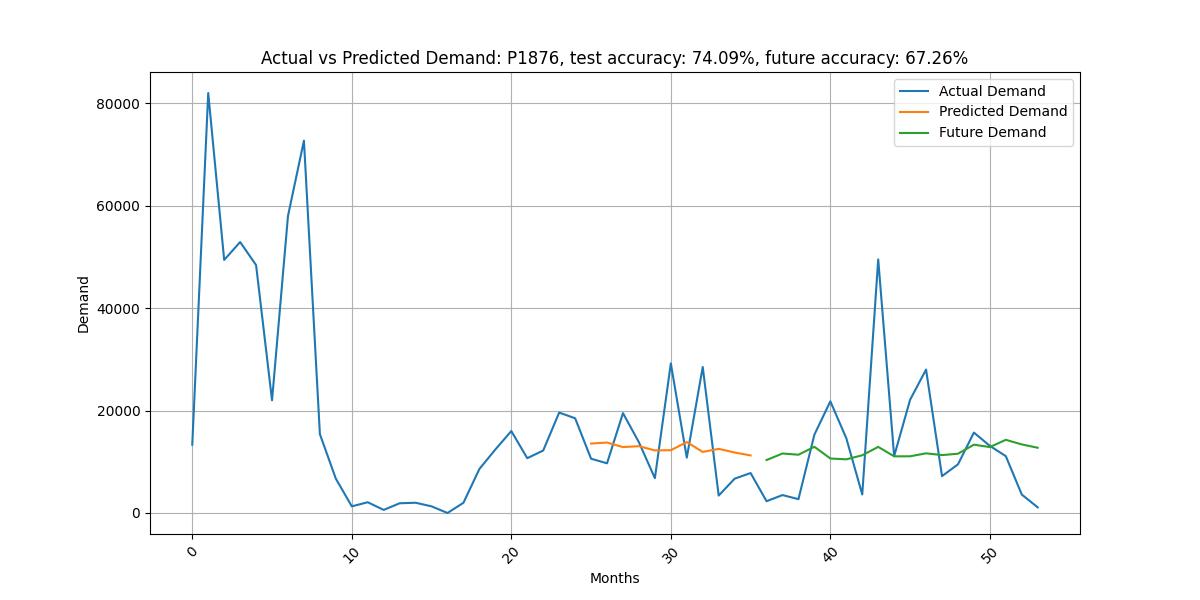 Actual vs Predicted Demand: P1876, test accuracy: 74.09%, future accuracy: 67.26%
Actual Demand
Predicted Demand
Future Demand
80000
60000
40000
20000
0
Demand
0 10 20 30 40 50
Months